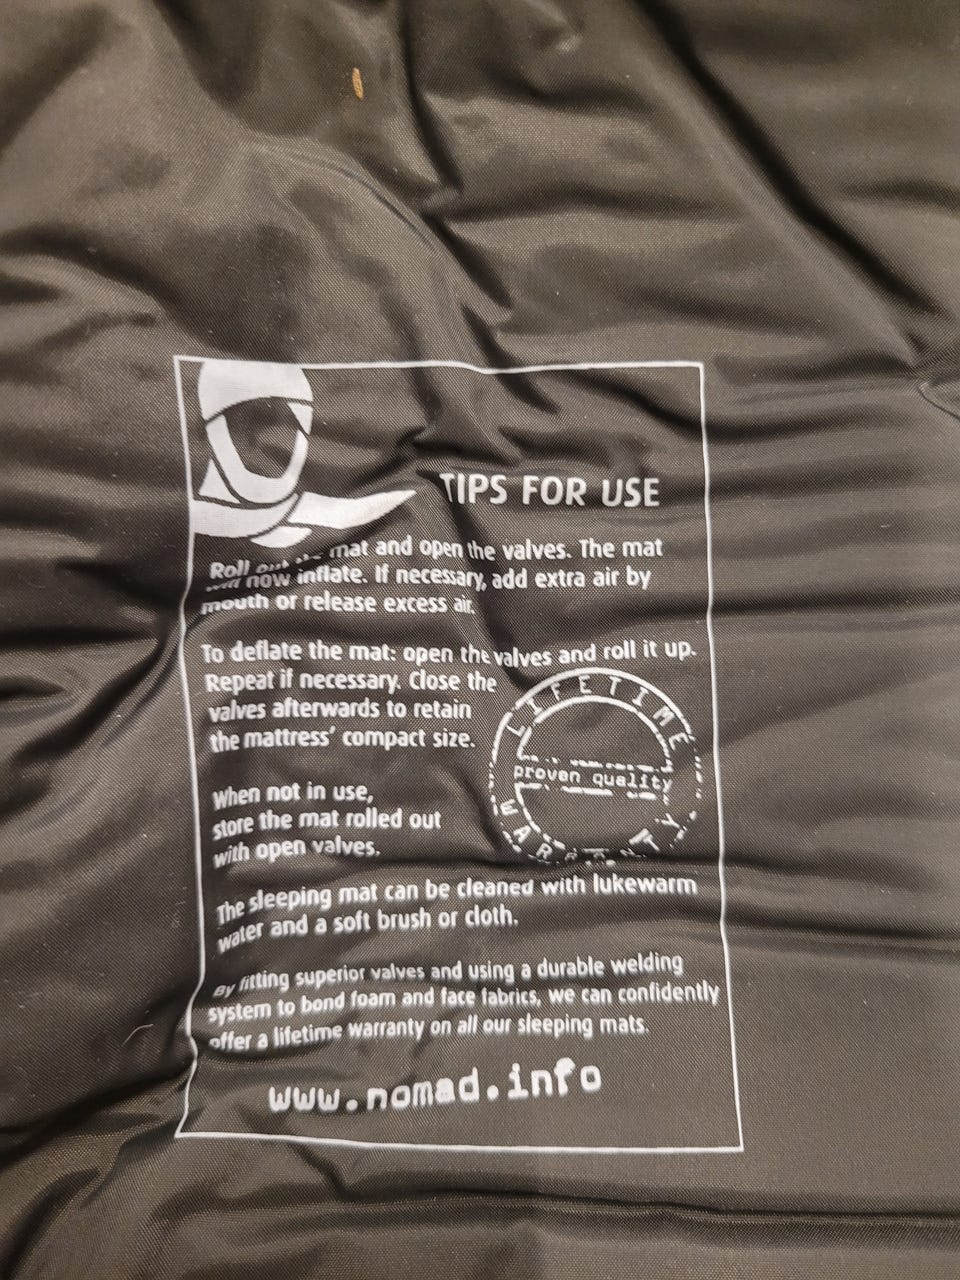 TIPS FOR USE
Roll out the mat and open the valves. The mat
will now inflate. If necessary, add extra air by
mouth or release excess air.
To deflate the mat: open the valves and roll it up.
Repeat if necessary. Close the
valves afterwards to retain
the mattress' compact size.
LIFETIME
proven quality
WARRANTY
When not in use,
store the mat rolled out
with open valves.
The sleeping mat can be cleaned with lukewarm
water and a soft brush or cloth.
By fitting superior valves and using a durable welding
system to bond foam and face fabrics, we can confidently
offer a lifetime warranty on all our sleeping mats.
www.nomad.info